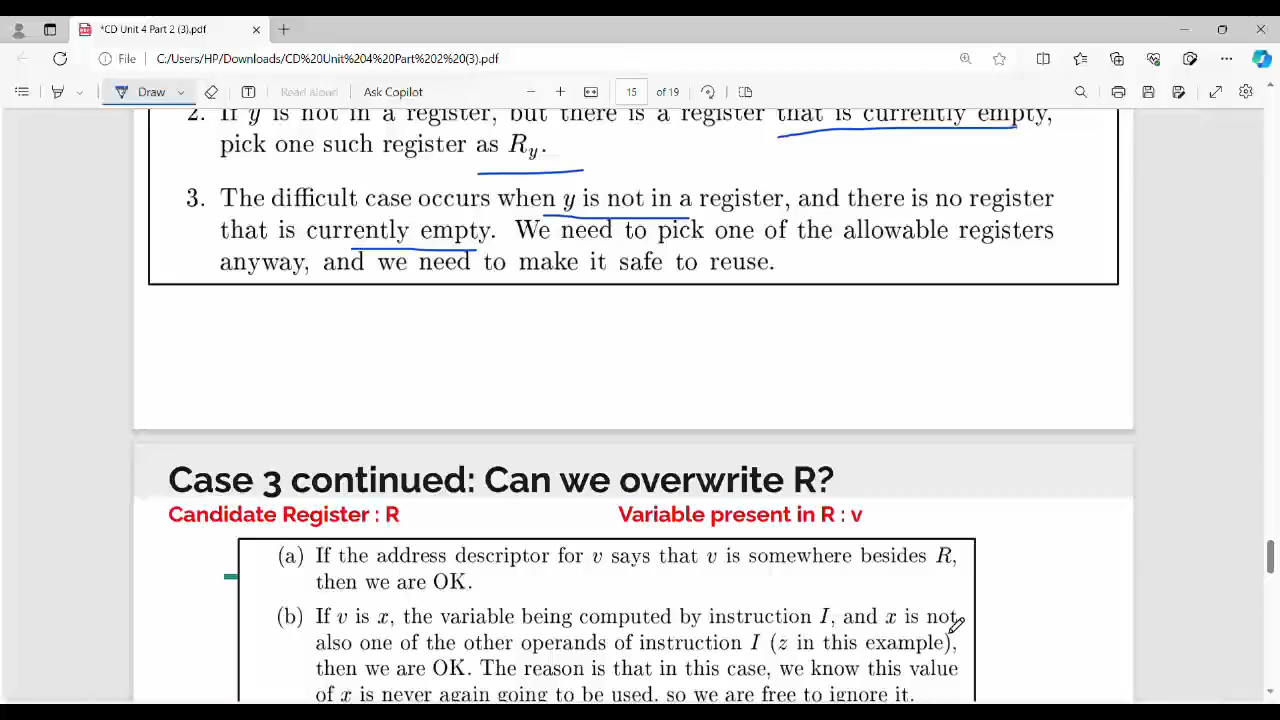 *CD Unit 4 Part 2 (3).pdf
File
C:/Users/HP/Downloads/CD%20Unit%204%20Part%202%20(3).pdf
Draw
Read aloud
Ask Copilot
15
of 19
2. If y is not in a register, but there is a register that is currently empty,
pick one such register as Ry.
3. The difficult case occurs when y is not in a register, and there is no register
that is currently empty. We need to pick one of the allowable registers
anyway, and we need to make it safe to reuse.
Case 3 continued: Can we overwrite R?
Candidate Register : R
Variable present in R : v
(a) If the address descriptor for v says that v is somewhere besides R,
then we are OK.
(b) If v is x, the variable being computed by instruction I, and x is not
also one of the other operands of instruction I (z in this example),
then we are OK. The reason is that in this case, we know this value
of x is never again going to be used, so we are free to ignore it.